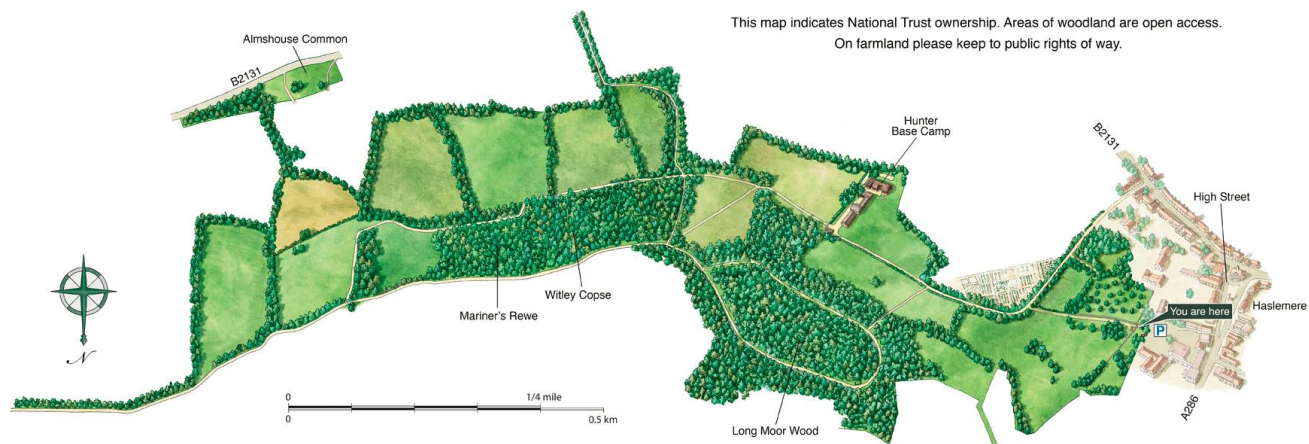 This map indicates National Trust ownership. Areas of woodland are open access.
On farmland please keep to public rights of way.
Almshouse Common
B2131
Hunter
Base Camp
B2131
High Street
Witley Copse
Mariner's Rewe
You are here
P
Haslemere
N
0 1/4 mile
0 0.5 km
Long Moor Wood
A286